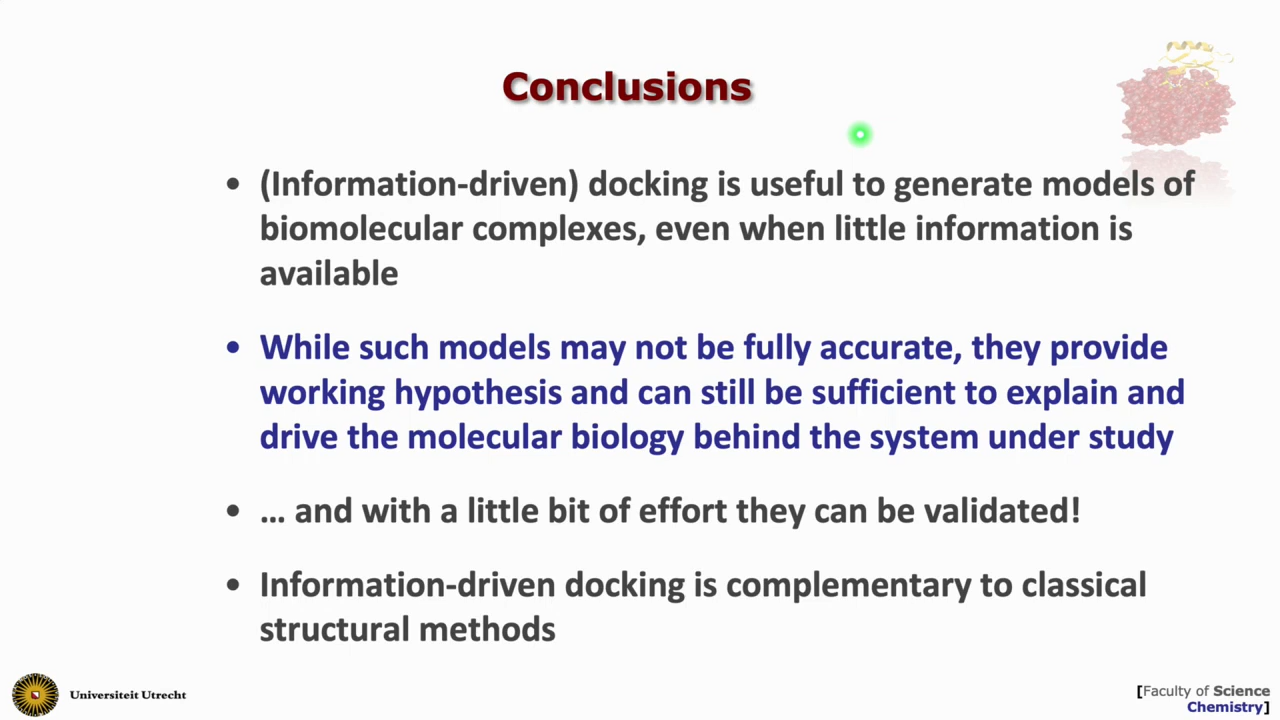 Conclusions
• (Information-driven) docking is useful to generate models of
biomolecular complexes, even when little information is
available
• While such models may not be fully accurate, they provide
working hypothesis and can still be sufficient to explain and
drive the molecular biology behind the system under study
• … and with a little bit of effort they can be validated!
• Information-driven docking is complementary to classical
structural methods
Universiteit Utrecht
[Faculty of Science
Chemistry]